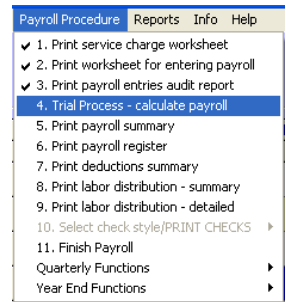 Payroll Procedure Reports Info Help
1. Print service charge worksheet
2. Print worksheet for entering payroll
3. Print payroll entries audit report
4. Trial Process - calculate payroll
5. Print payroll summary
6. Print payroll register
7. Print deductions summary
8. Print labor distribution - summary
9. Print labor distribution - detailed
10. Select check style/PRINT CHECKS
11. Finish Payroll
Quarterly Functions
Year End Functions